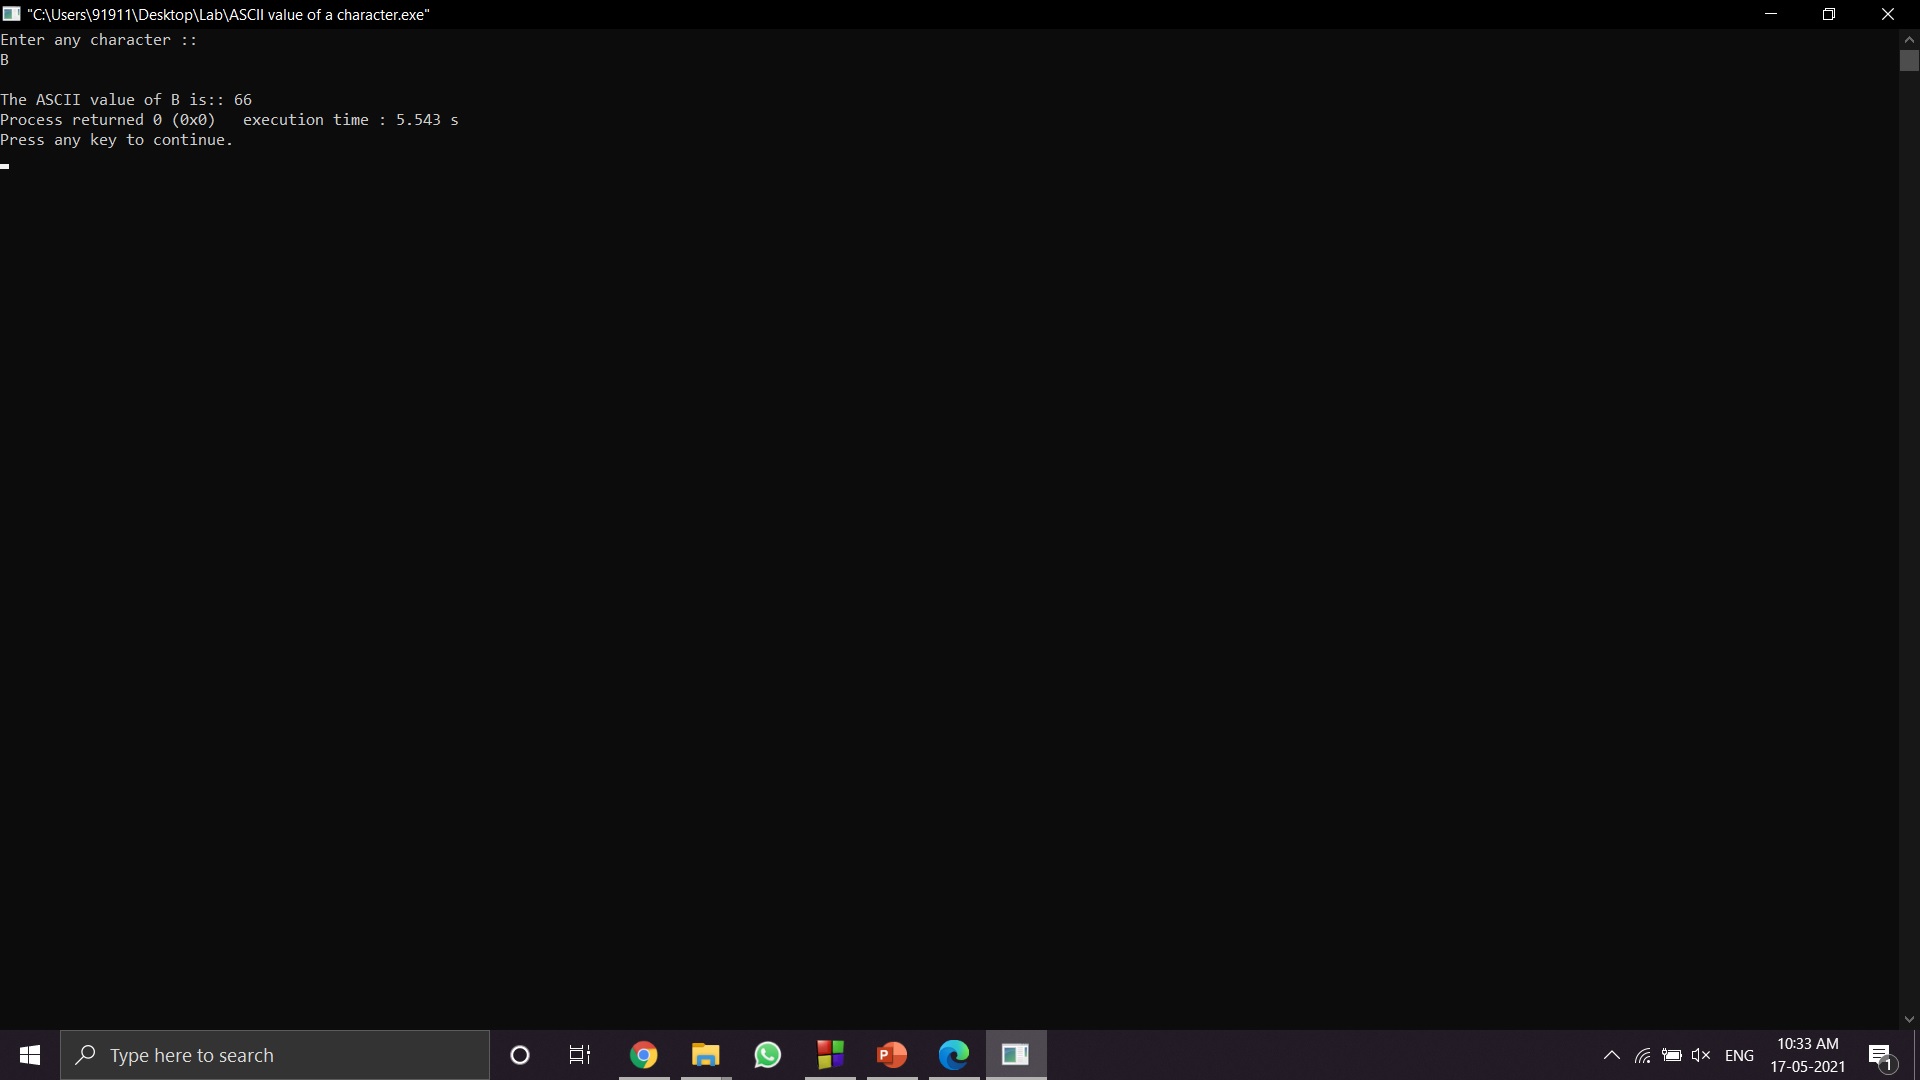 "C:\Users\91911\Desktop\Lab\ASCII value of a character.exe"
Enter any character ::
B
The ASCII value of B is:: 66
Process returned 0 (0x0)   execution time : 5.543 s
Press any key to continue.
Type here to search
P
ENG
10:33 AM
17-05-2021
1